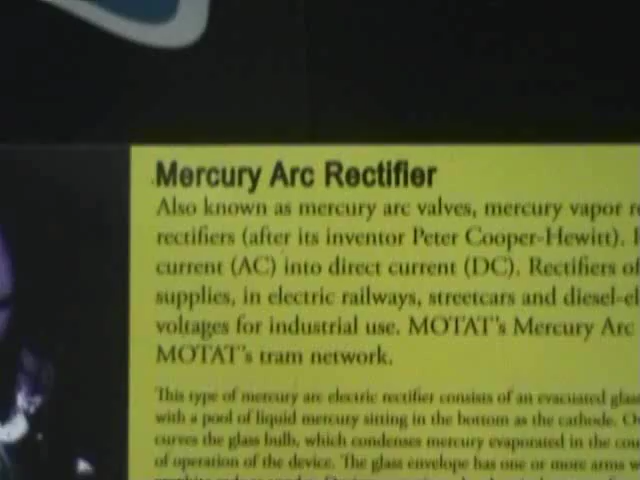 Mercury Arc Rectifier
Also known as mercury arc valves, mercury vapor re
rectifiers (after its inventor Peter Cooper-Hewitt).
current (AC) into direct current (DC). Rectifiers of
supplies, in electric railways, streetcars and diesel-el
voltages for industrial use. MOTAT's Mercury Arc
MOTAT's tram network.
This type of mercury arc electric rectifier consists of an evacuated glass
with a pool of liquid mercury sitting in the bottom as the cathode.
curves the glass bulb, which condenses mercury evaporated in the
of operation of the device. The glass envelope has one or more arms